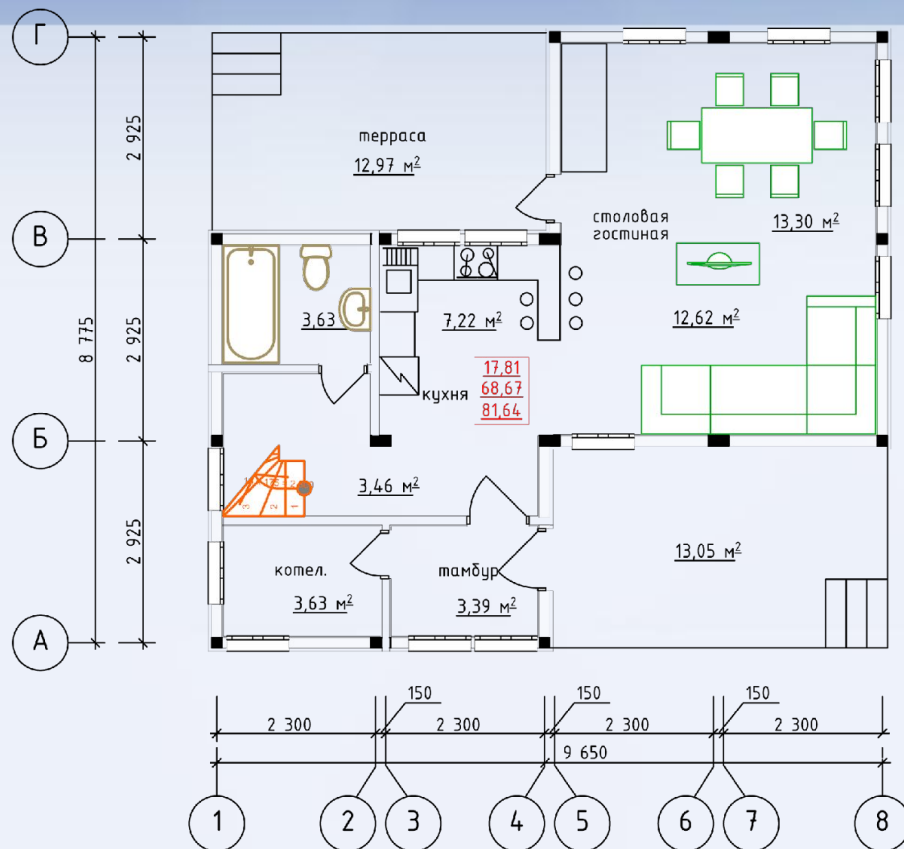 Г
терраса
12,97 м²
2 925
столовая
гостиная
13,30 м²
В
3,63
7,22 м²
12,62 м²
8 775
2 925
17,81
68,67
81,64
кухня
Б
3,46 м²
3
2
1
2 925
котел.
3,63 м²
тамбур
3,39 м²
13,05 м²
А
150
150
150
2 300
2 300
2 300
2 300
9 650
1
2
3
4
5
6
7
8